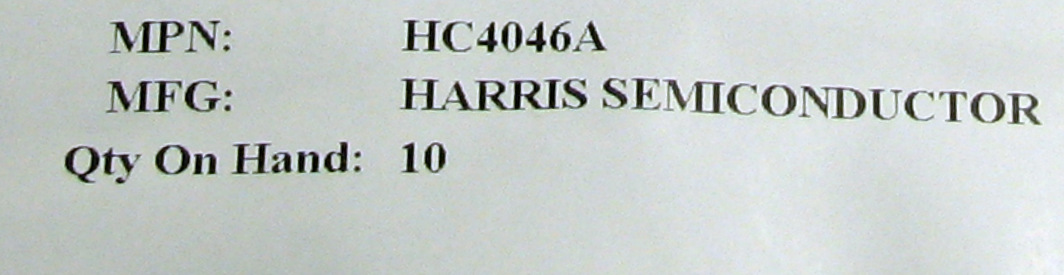 MPN: HC4046A
MFG: HARRIS SEMICONDUCTOR
Qty On Hand: 10